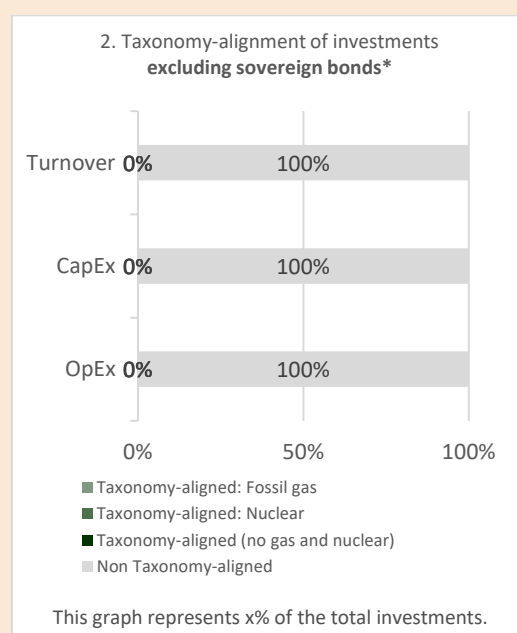 2. Taxonomy-alignment of investments
excluding sovereign bonds*
Turnover 0% 100%
CapEx 0% 100%
OpEx 0% 100%
0% 50% 100%
Taxonomy-aligned: Fossil gas
Taxonomy-aligned: Nuclear
Taxonomy-aligned (no gas and nuclear)
Non Taxonomy-aligned
This graph represents x% of the total investments.